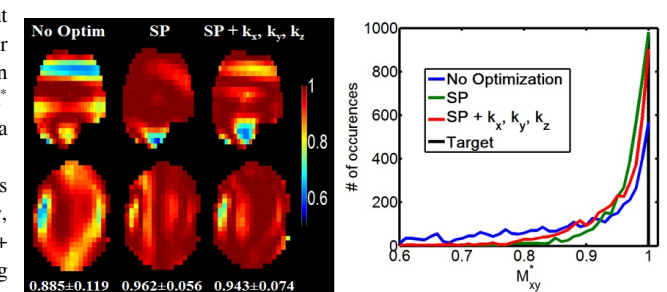 ut
r
n
*
a
s
y,
+
g
No Optim SP SP + kx, ky, kz
1
0.8
0.6
0.885±0.119 0.962±0.056 0.943±0.074
1000
800
600
400
200
0
# of occurences
No Optimization
SP
SP + kx, ky, kz
Target
0.6 0.7 0.8 0.9 1
M*xy